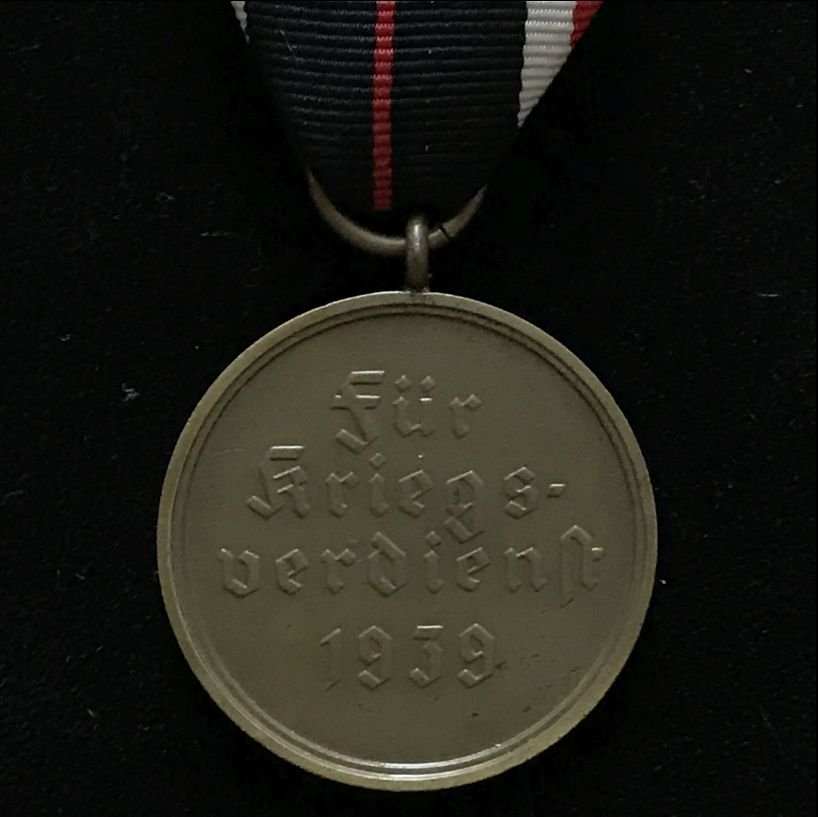 Für
Kriegs-
verdienst
1939